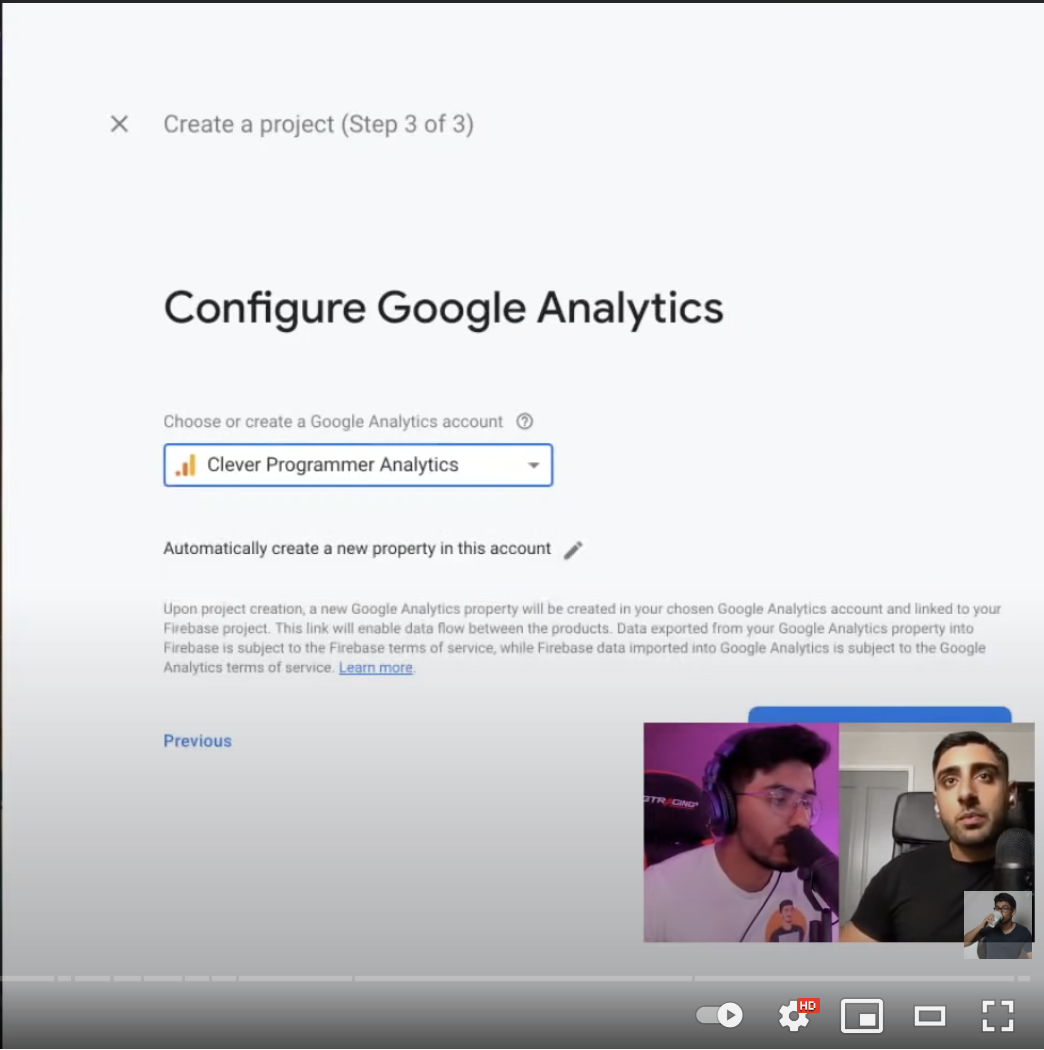 Create a project (Step 3 of 3)
Configure Google Analytics
Choose or create a Google Analytics account
Clever Programmer Analytics
Automatically create a new property in this account
Upon project creation, a new Google Analytics property will be created in your chosen Google Analytics account and linked to your
Firebase project. This link will enable data flow between the products. Data exported from your Google Analytics property into
Firebase is subject to the Firebase terms of service, while Firebase data imported into Google Analytics is subject to the Google
Analytics terms of service. Learn more.
Previous
GTRACING
HD